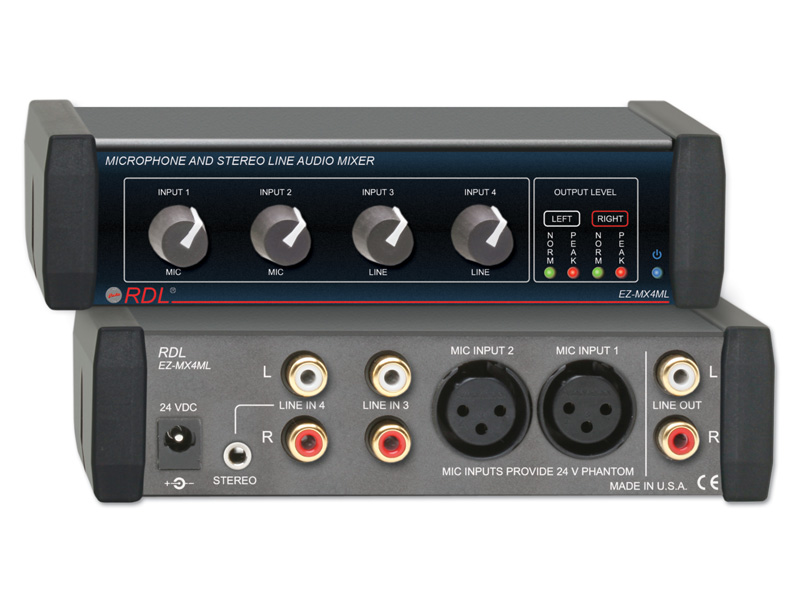 MICROPHONE AND STEREO LINE AUDIO MIXER
INPUT 1 INPUT 2 INPUT 3 INPUT 4
OUTPUT LEVEL
LEFT RIGHT
NORM PEAK NORM PEAK
MIC MIC LINE LINE
RDL®
EZ-MX4ML
RDL
EZ-MX4ML
MIC INPUT 2 MIC INPUT 1
L L
24 VDC
LINE IN 4 LINE IN 3 LINE OUT
R R
STEREO
MIC INPUTS PROVIDE 24 V PHANTOM
MADE IN U.S.A. CE